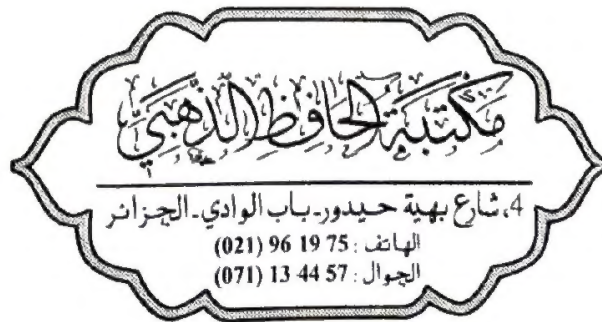 مكتبة الحافظ الذهبي
4، شارع بهية حيدور-باب الوادي-الجزائر
الهاتف: 75 19 96 (021)
الجوال: 57 44 13 (071)